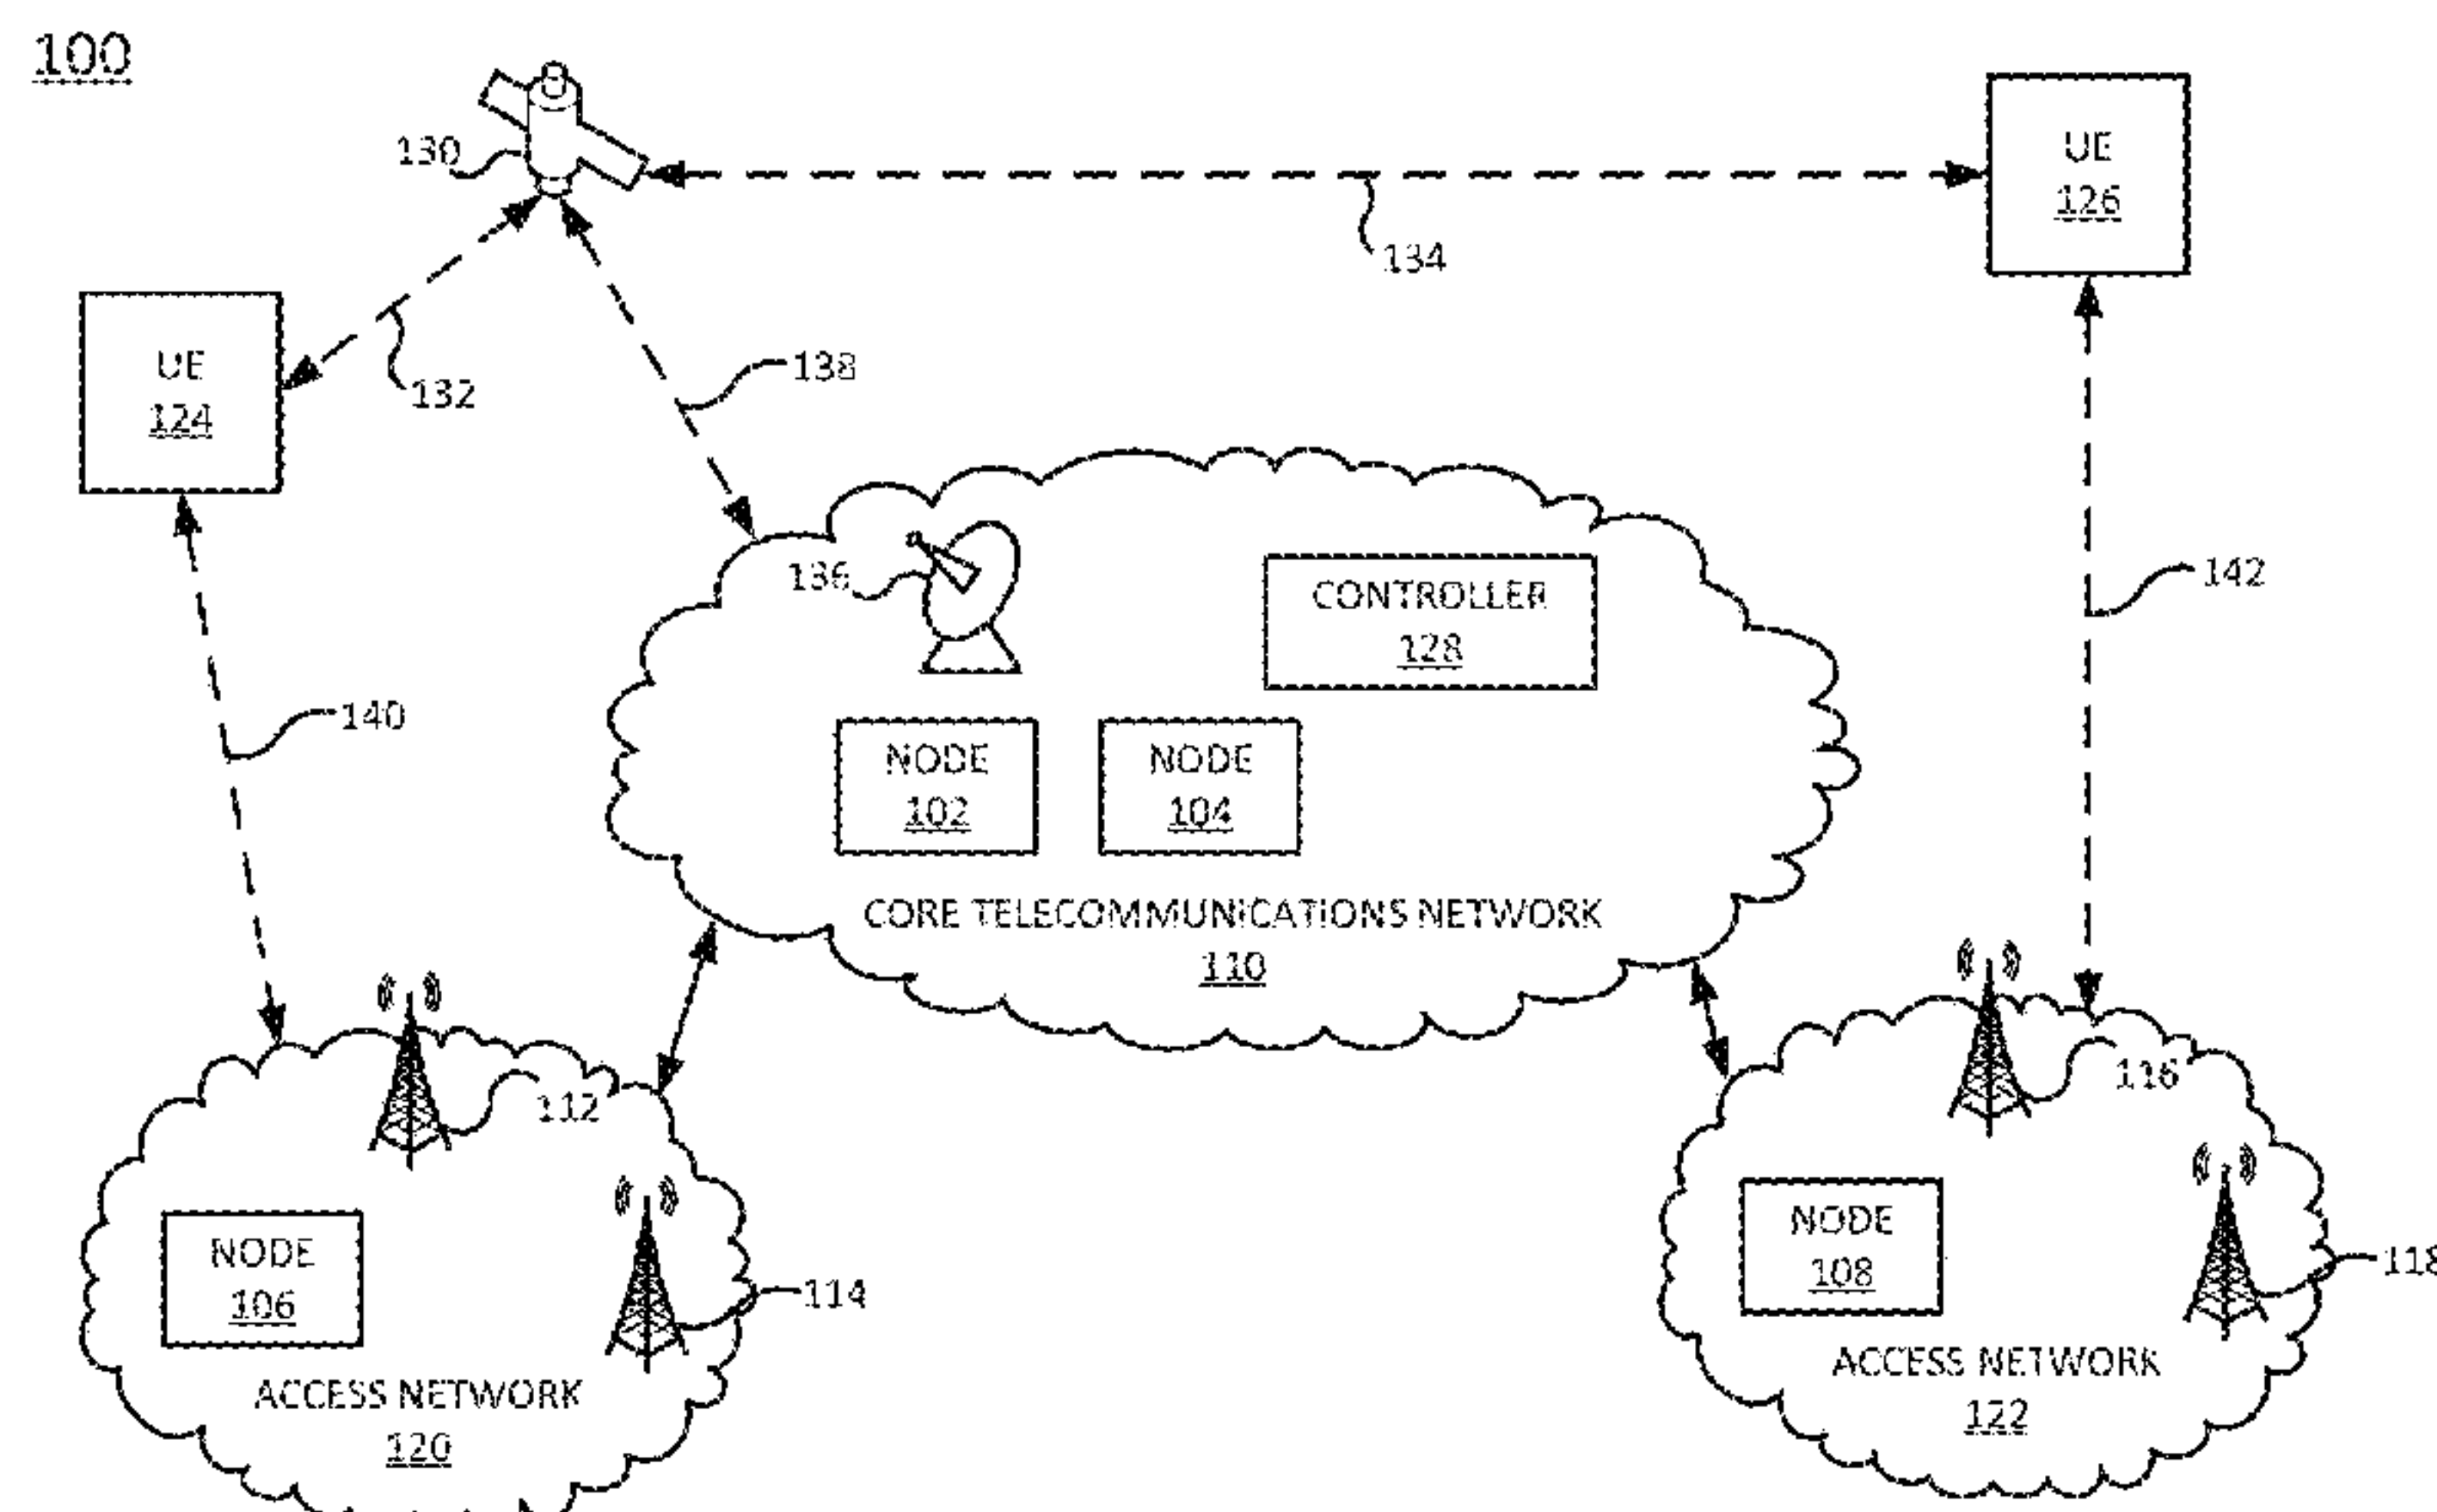 100
130
UE
126
134
UE
124
132
138
136
CONTROLLER
128
142
140
NODE
102
NODE
104
CORE TELECOMMUNICATIONS NETWORK
110
112
116
NODE
106
114
NODE
108
118
ACCESS NETWORK
120
ACCESS NETWORK
122